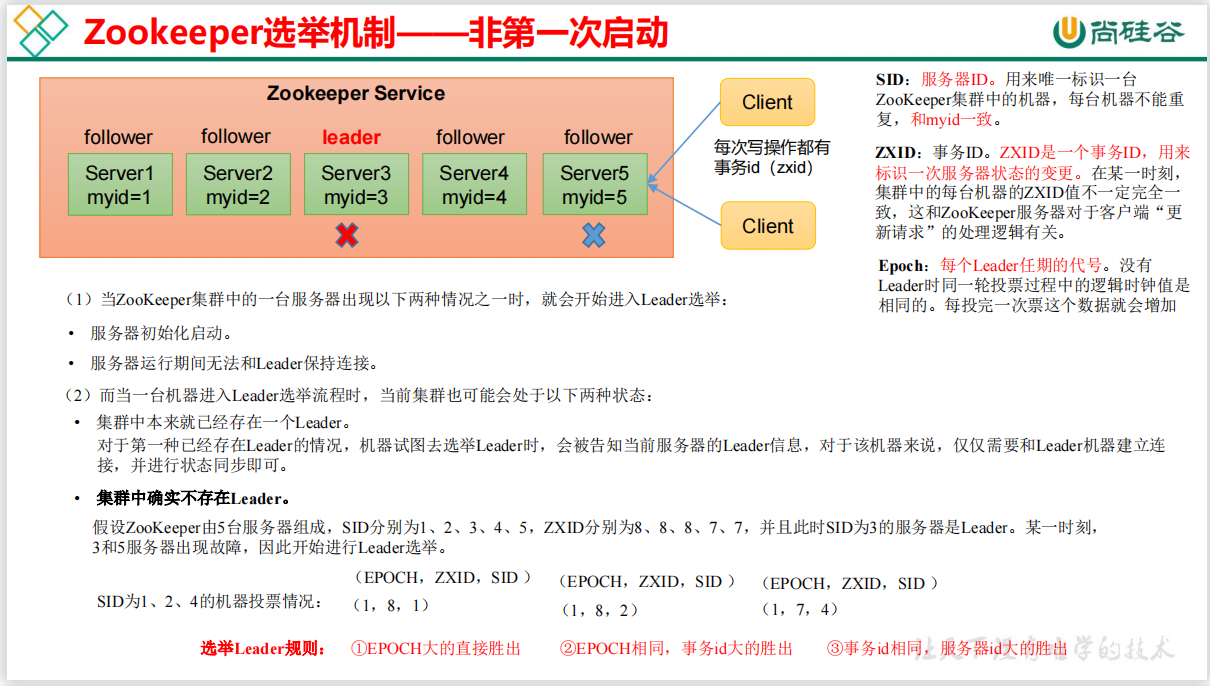 Zookeeper选举机制——非第一次启动
尚硅谷
Zookeeper Service
follower
follower
leader
follower
follower
Server1
myid=1
Server2
myid=2
Server3
myid=3
Server4
myid=4
Server5
myid=5
Client
每次写操作都有
事务id（zxid）
Client
SID：服务器ID。用来唯一标识一台
ZooKeeper集群中的机器，每台机器不能重
复，和myid一致。
ZXID：事务ID。ZXID是一个事务ID，用来
标识一次服务器状态的变更。在某一时刻，
集群中的每台机器的ZXID值不一定完全一
致，这和ZooKeeper服务器对于客户端“更
新请求”的处理逻辑有关。
Epoch：每个Leader任期的代号。没有
Leader时同一轮投票过程中的逻辑时钟值是
相同的。每投完一次票这个数据就会增加
（1）当ZooKeeper集群中的一台服务器出现以下两种情况之一时，就会开始进入Leader选举：
• 服务器初始化启动。
• 服务器运行期间无法和Leader保持连接。
（2）而当一台机器进入Leader选举流程时，当前集群也可能会处于以下两种状态：
• 集群中本来就已经存在一个Leader。
对于第一种已经存在Leader的情况，机器试图去选举Leader时，会被告知当前服务器的Leader信息，对于该机器来说，仅仅需要和Leader机器建立连
接，并进行状态同步即可。
• 集群中确实不存在Leader。
假设ZooKeeper由5台服务器组成，SID分别为1、2、3、4、5，ZXID分别为8、8、8、7、7，并且此时SID为3的服务器是Leader。某一时刻，
3和5服务器出现故障，因此开始进行Leader选举。
（EPOCH，ZXID，SID ）
（EPOCH，ZXID，SID ）
（EPOCH，ZXID，SID ）
SID为1、2、4的机器投票情况：
（1，8，1）
（1，8，2）
（1，7，4）
选举Leader规则：
①EPOCH大的直接胜出
②EPOCH相同，事务id大的胜出
③事务id相同，服务器id大的胜出
让天下没有难学的技术